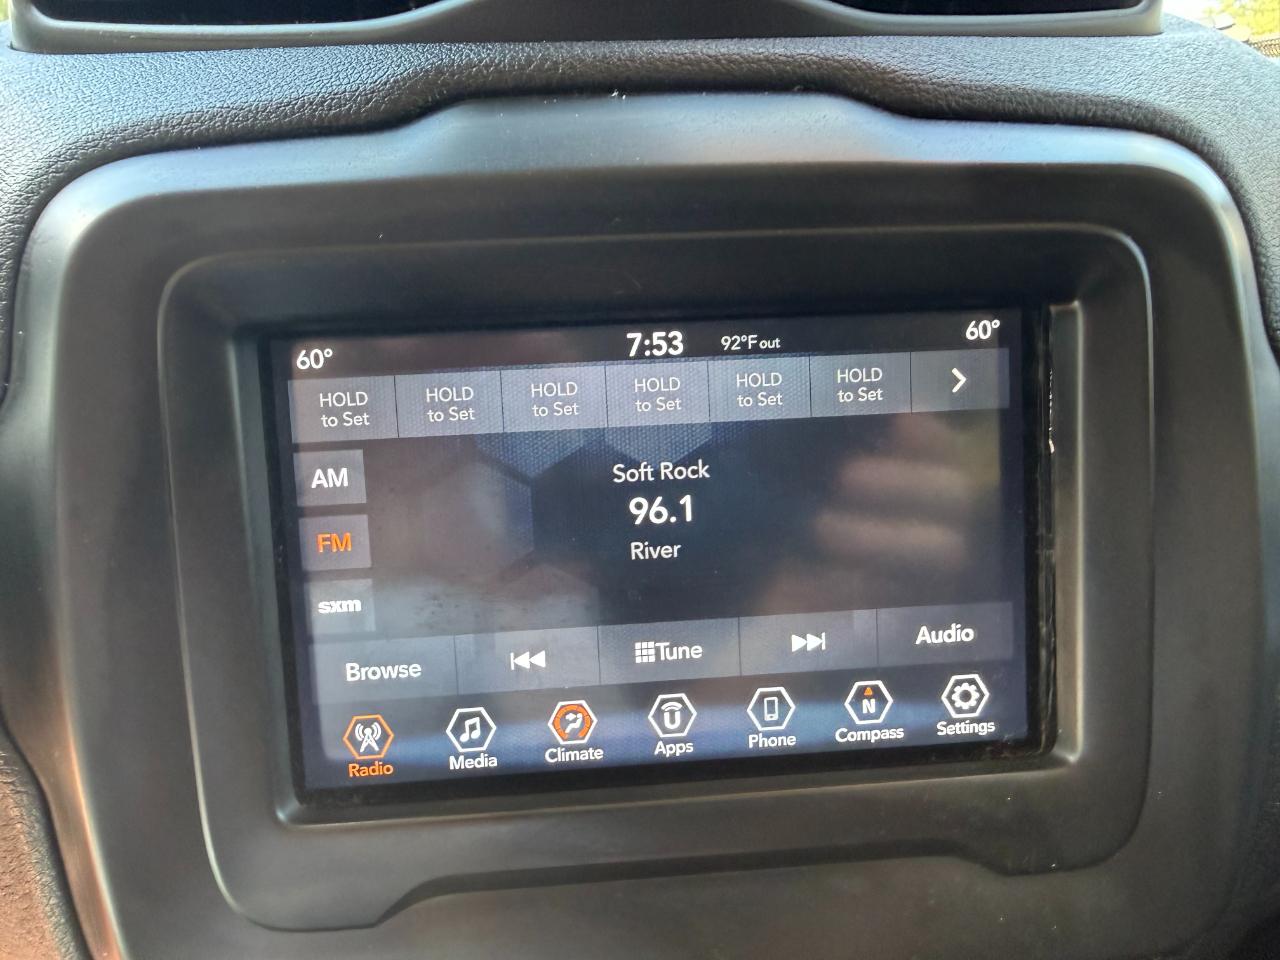 60° 7:53 92°F out 60°
HOLD to Set HOLD to Set HOLD to Set HOLD to Set HOLD to Set HOLD to Set
AM
Soft Rock
96.1
FM
River
sxm
Browse Tune Audio
Radio Media Climate U Apps Phone N Compass Settings